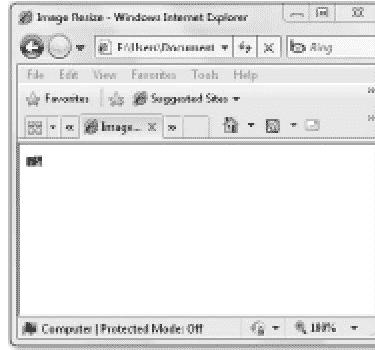 Image Resize - Windows Internet Explorer
F:\Users\Document
Bing
File Edit View Favorites Tools Help
Favorites Suggested Sites
Image...
Computer | Protected Mode: Off 100%